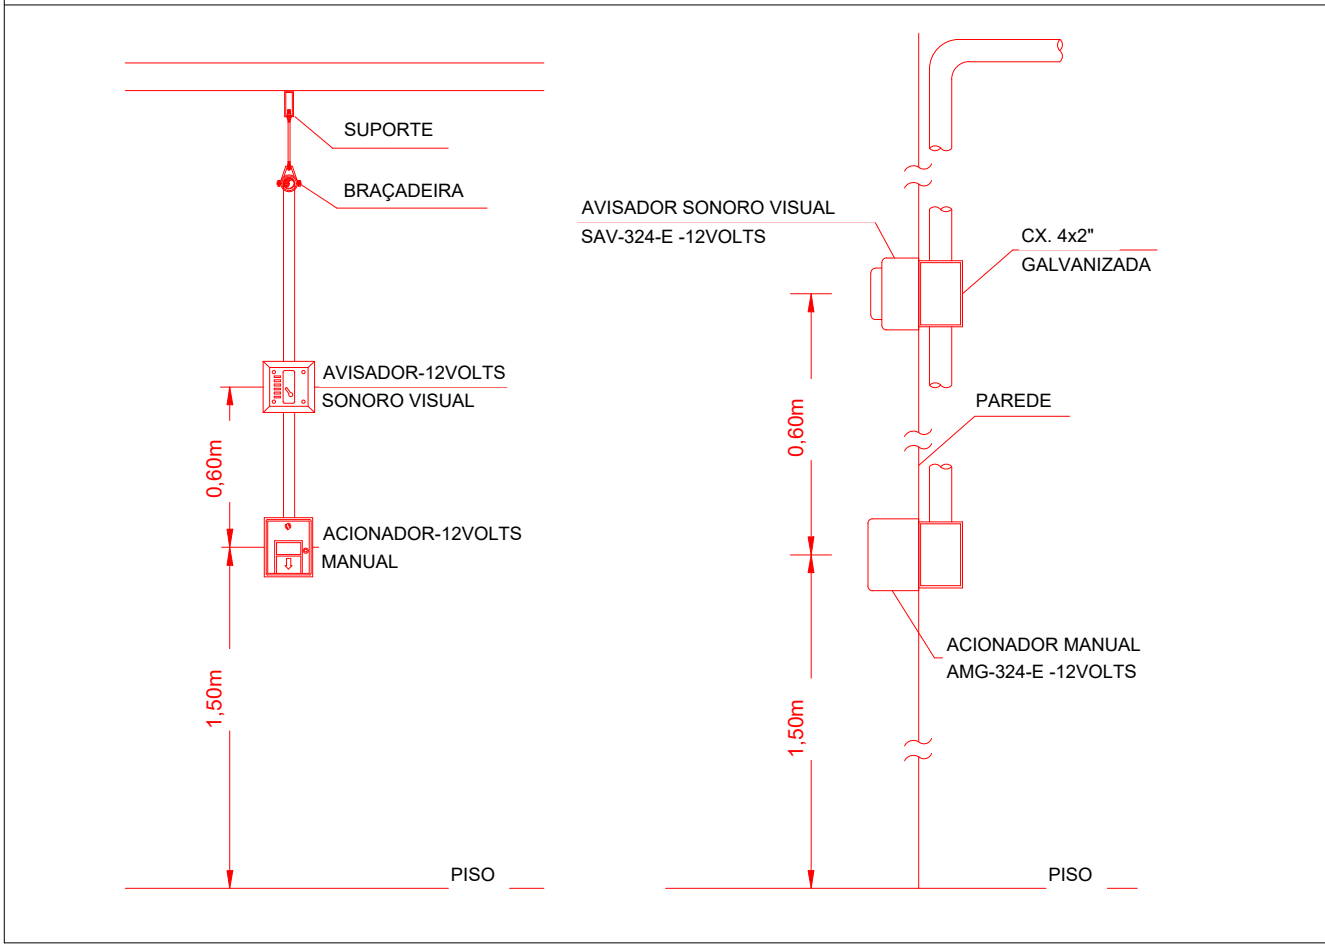 SUPORTE
BRAÇADEIRA
AVISADOR-12VOLTS
SONORO VISUAL
0,60m
ACIONADOR-12VOLTS
MANUAL
1,50m
PISO
AVISADOR SONORO VISUAL
SAV-324-E -12VOLTS
CX. 4x2"
GALVANIZADA
PAREDE
0,60m
ACIONADOR MANUAL
AMG-324-E -12VOLTS
1,50m
PISO